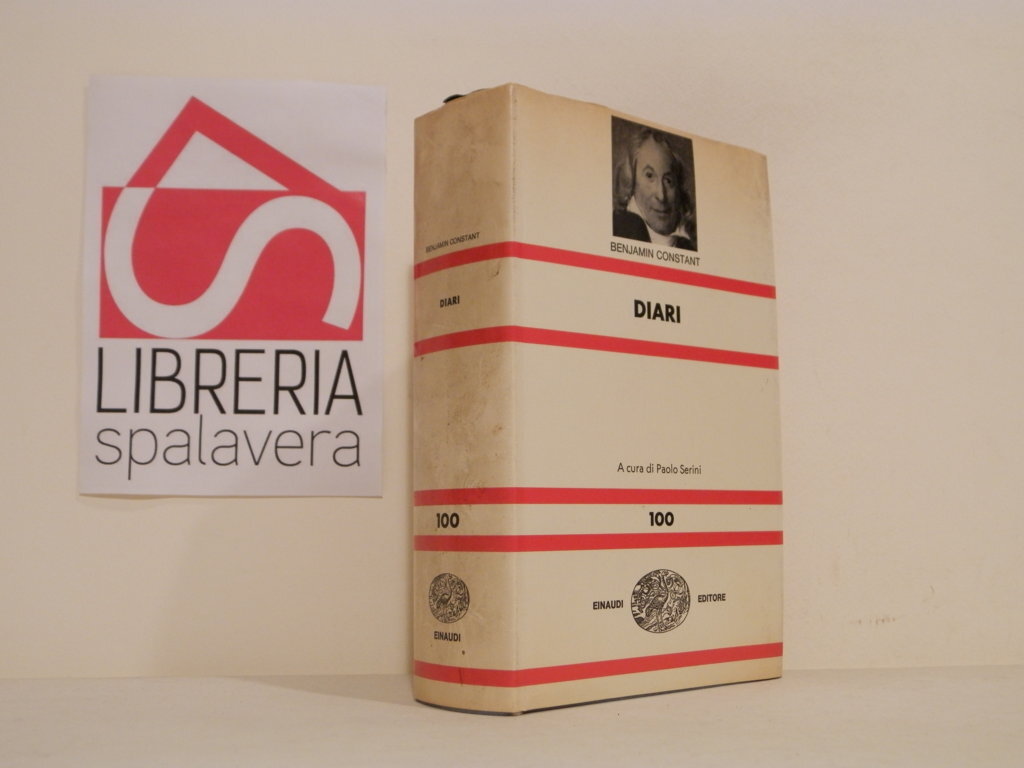 LIBRERIA
spalavera
BENJAMIN CONSTANT
DIARI
100
EINAUDI
BENJAMIN CONSTANT
DIARI
A cura di Paolo Serini
100
EINAUDI EDITORE